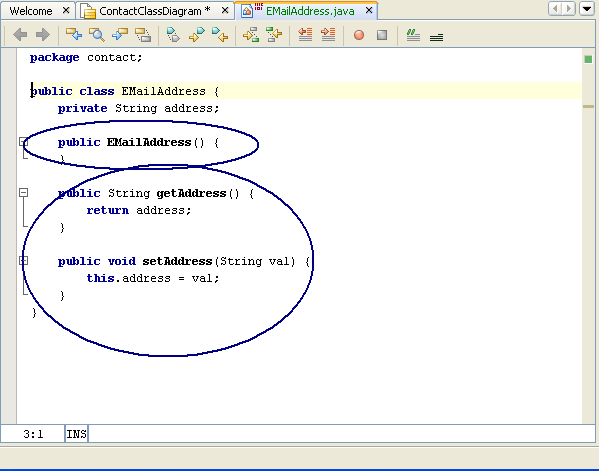 Welcome ContactClassDiagram * EMailAddress.java
package contact;
public class EMailAddress {
private String address;
public EMailAddress() {
}
public String getAddress() {
return address;
}
public void setAddress(String val) {
this.address = val;
}
}
3:1 INS